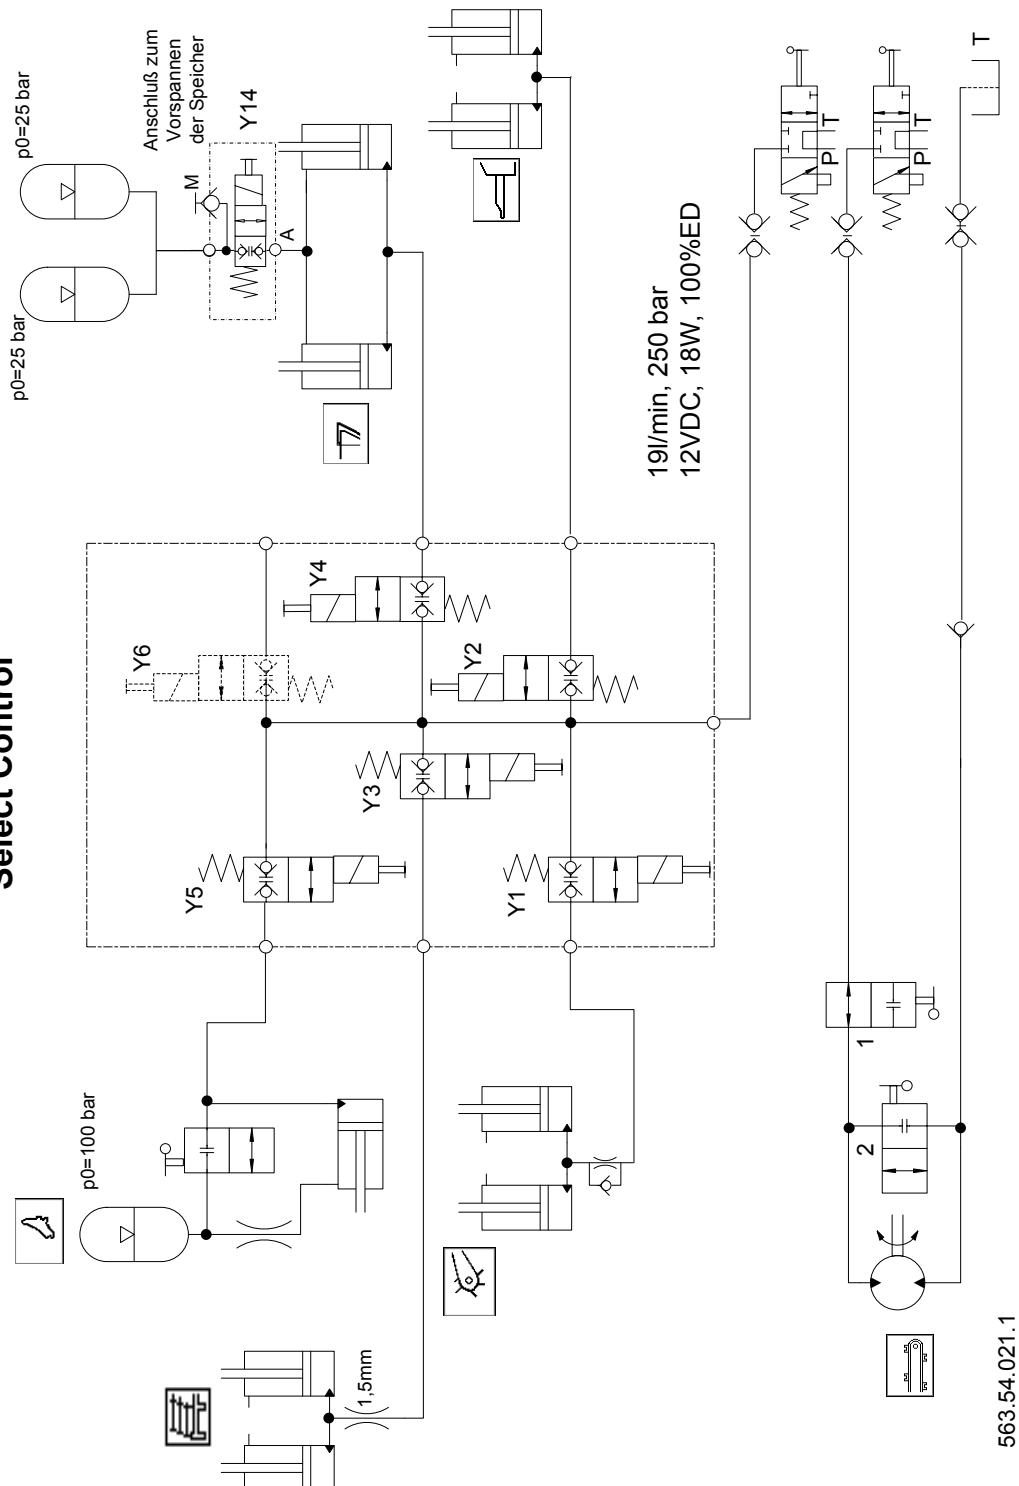 Select Control
p0=25 bar
p0=25 bar
Anschluß zum
Vorspannen
der Speicher
M
Y14
A
Y6
Y4
Y2
Y5
Y3
Y1
19l/min, 250 bar
12VDC, 18W, 100%ED
p0=100 bar
1,5mm
P T
P T
T
1
2
563.54.021.1